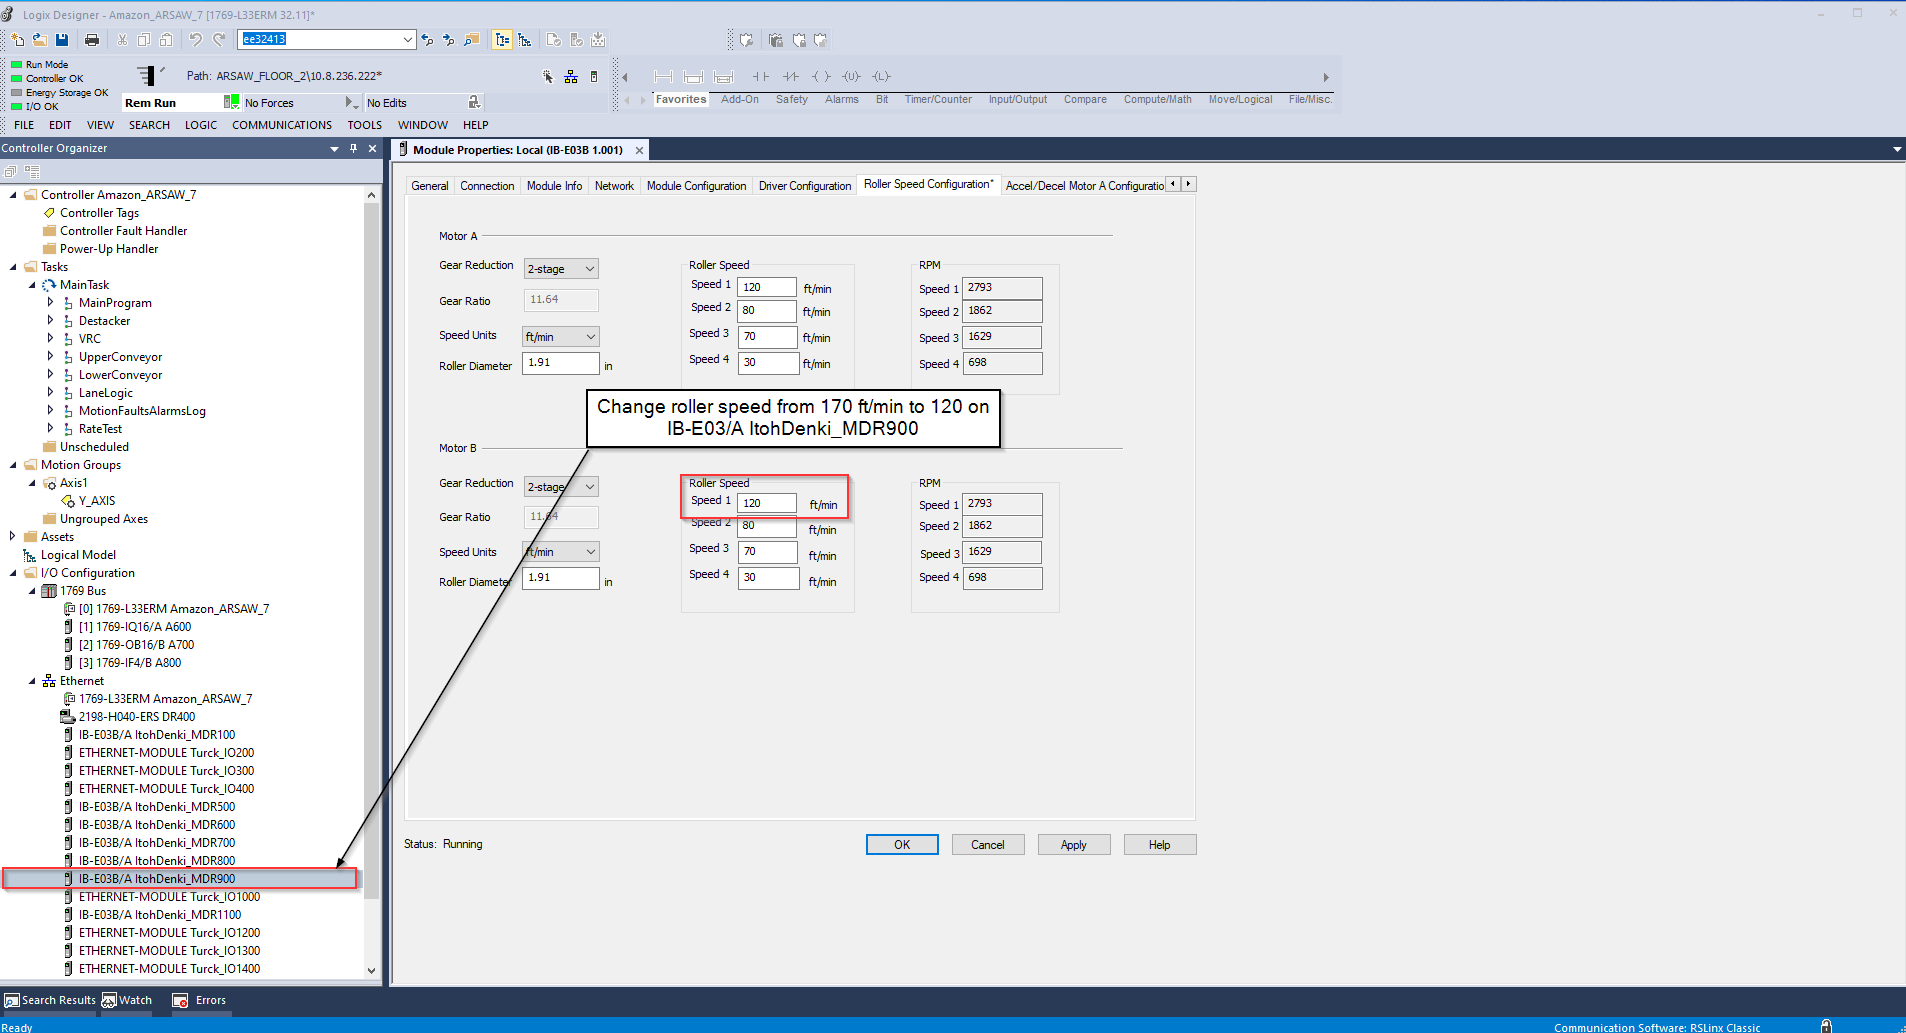 Logix Designer - Amazon_ARSAW_7 [1769-L33ERM 32.11]*
ee32413
Run Mode
Controller OK
Energy Storage OK
I/O OK
Path: ARSAW_FLOOR_2\10.8.236.222*
Rem Run
No Forces
No Edits
Favorites Add-On Safety Alarms Bit Timer/Counter Input/Output Compare Compute/Math Move/Logical File/Misc.
FILE EDIT VIEW SEARCH LOGIC COMMUNICATIONS TOOLS WINDOW HELP
Controller Organizer
Controller Amazon_ARSAW_7
Controller Tags
Controller Fault Handler
Power-Up Handler
Tasks
MainTask
MainProgram
Destacker
VRC
UpperConveyor
LowerConveyor
LaneLogic
MotionFaultsAlarmsLog
RateTest
Unscheduled
Motion Groups
Axis1
Y_AXIS
Ungrouped Axes
Assets
Logical Model
I/O Configuration
1769 Bus
[0] 1769-L33ERM Amazon_ARSAW_7
[1] 1769-IQ16/A A600
[2] 1769-OB16/B A700
[3] 1769-IF4/B A800
Ethernet
1769-L33ERM Amazon_ARSAW_7
2198-H040-ERS DR400
IB-E03B/A ItohDenki_MDR100
ETHERNET-MODULE Turck_IO200
ETHERNET-MODULE Turck_IO300
ETHERNET-MODULE Turck_IO400
IB-E03B/A ItohDenki_MDR500
IB-E03B/A ItohDenki_MDR600
IB-E03B/A ItohDenki_MDR700
IB-E03B/A ItohDenki_MDR800
IB-E03B/A ItohDenki_MDR900
ETHERNET-MODULE Turck_IO1000
IB-E03B/A ItohDenki_MDR1100
ETHERNET-MODULE Turck_IO1200
ETHERNET-MODULE Turck_IO1300
ETHERNET-MODULE Turck_IO1400
Module Properties: Local (IB-E03B 1.001)
General Connection Module Info Network Module Configuration Driver Configuration Roller Speed Configuration* Accel/Decel Motor A Configuratio
Motor A
Gear Reduction 2-stage
Gear Ratio 11.64
Speed Units ft/min
Roller Diameter 1.91 in
Roller Speed
Speed 1 120 ft/min
Speed 2 80 ft/min
Speed 3 70 ft/min
Speed 4 30 ft/min
RPM
Speed 1 2793
Speed 2 1862
Speed 3 1629
Speed 4 698
Change roller speed from 170 ft/min to 120 on
IB-E03/A ItohDenki_MDR900
Motor B
Gear Reduction 2-stage
Gear Ratio 11.64
Speed Units ft/min
Roller Diameter 1.91 in
Roller Speed
Speed 1 120 ft/min
Speed 2 80 ft/min
Speed 3 70 ft/min
Speed 4 30 ft/min
RPM
Speed 1 2793
Speed 2 1862
Speed 3 1629
Speed 4 698
Status: Running
OK Cancel Apply Help
Search Results Watch Errors
Ready
Communication Software: RSLinx Classic